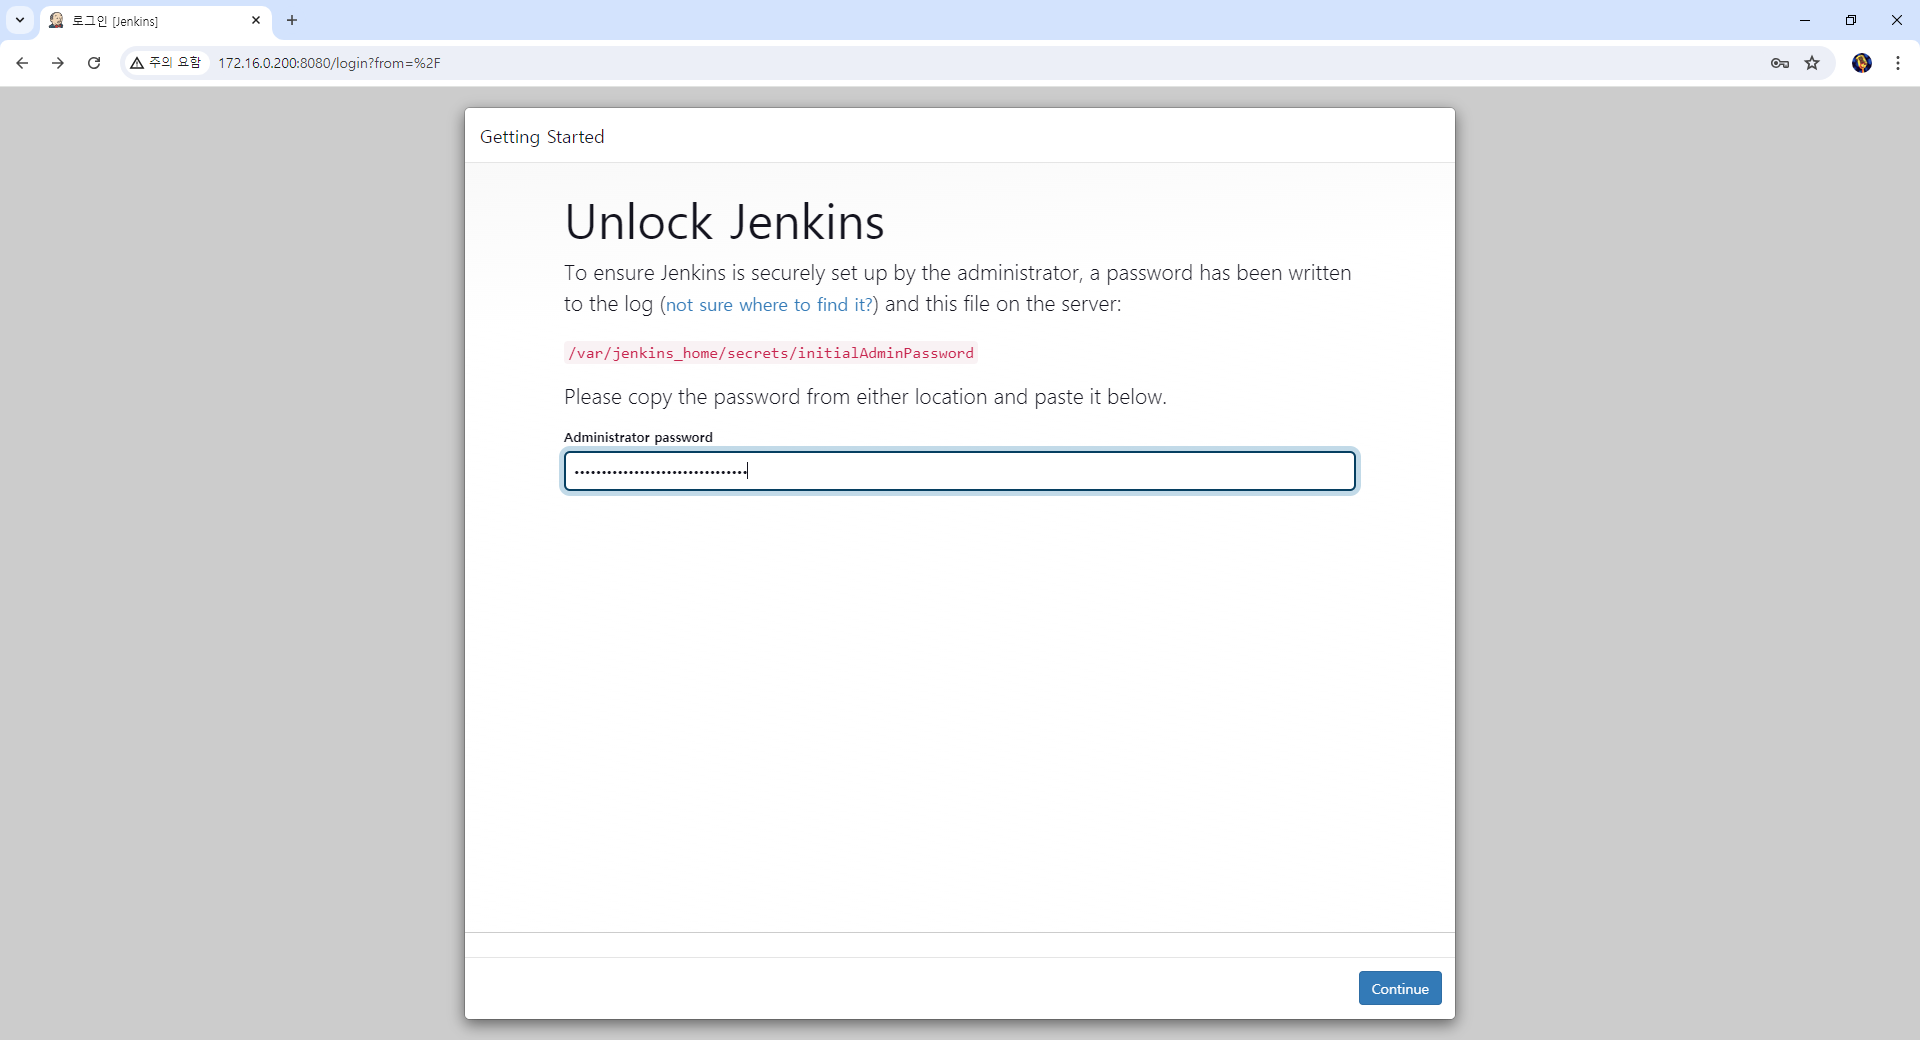 로그인 [Jenkins]
주의 요함
172.16.0.200:8080/login?from=%2F
Getting Started
Unlock Jenkins
To ensure Jenkins is securely set up by the administrator, a password has been written
to the log (not sure where to find it?) and this file on the server:
/var/jenkins_home/secrets/initialAdminPassword
Please copy the password from either location and paste it below.
Administrator password
••••••••••••••••••••••••••••••••
Continue